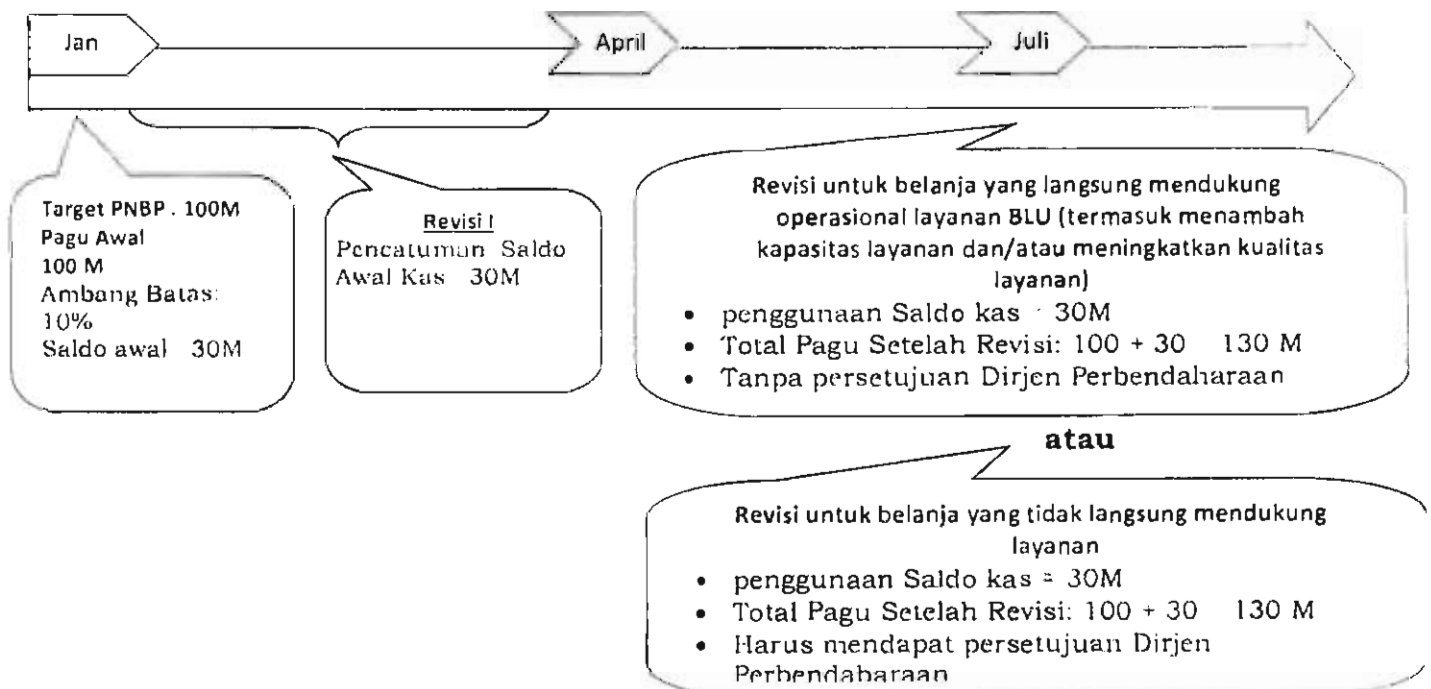 Jan
April
Juli
Target PNBP . 100M
Pagu Awal
100 M
Ambang Batas:
10%
Saldo awal 30M
Revisi I
Pencatuman Saldo
Awal Kas 30M
Revisi untuk belanja yang langsung mendukung
operasional layanan BLU (termasuk menambah
kapasitas layanan dan/atau meningkatkan kualitas
layanan)
• penggunaan Saldo kas - 30M
• Total Pagu Setelah Revisi: 100 + 30 130 M
• Tanpa persetujuan Dirjen Perbendaharaan
atau
Revisi untuk belanja yang tidak langsung mendukung
layanan
• penggunaan Saldo kas = 30M
• Total Pagu Setelah Revisi: 100 + 30 130 M
• Harus mendapat persetujuan Dirjen
Perbendaharaan